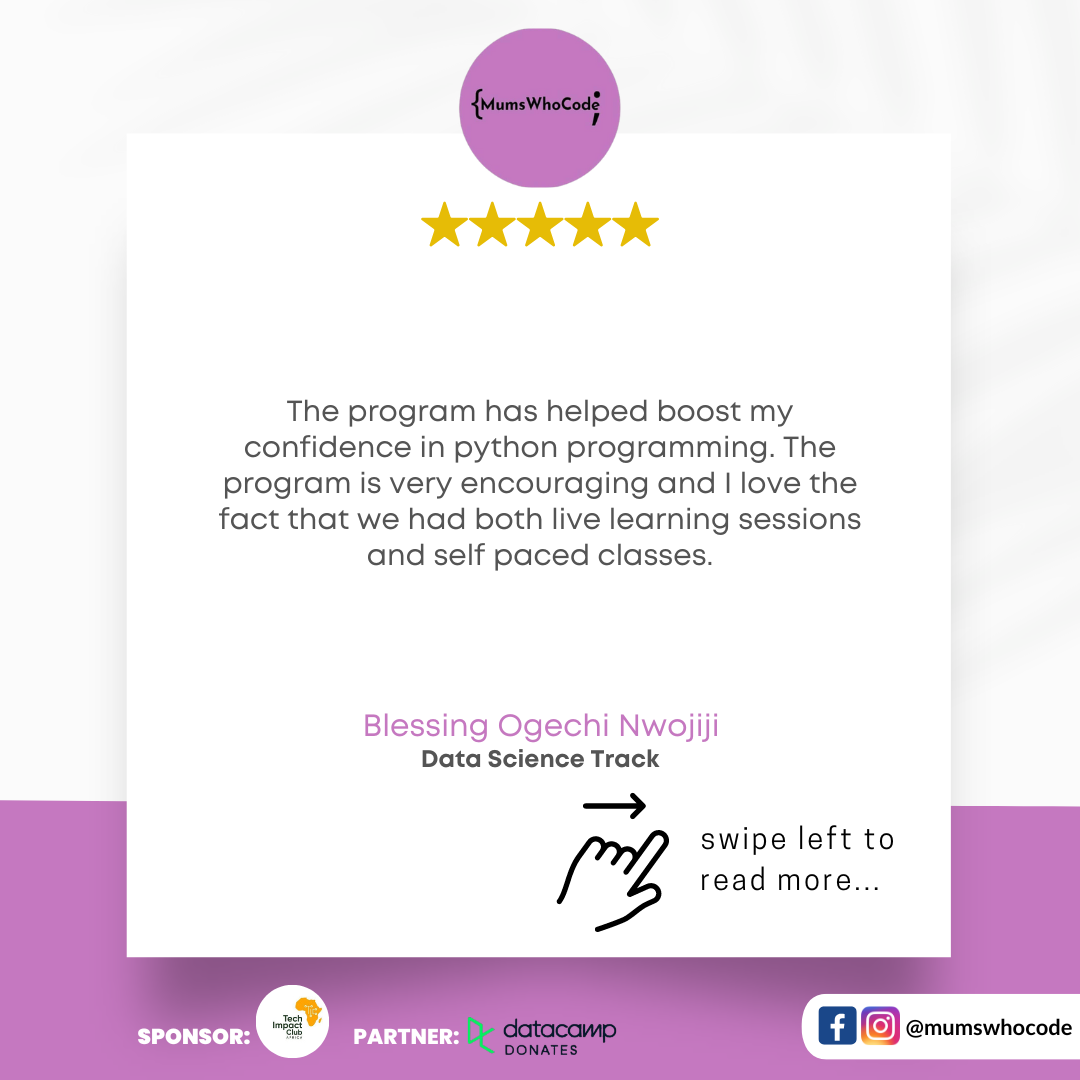 {MumsWhoCode;
The program has helped boost my
confidence in python programming. The
program is very encouraging and I love the
fact that we had both live learning sessions
and self paced classes.
Blessing Ogechi Nwojiji
Data Science Track
swipe left to
read more...
SPONSOR:
Tech
Impact
Club
AFRICA
PARTNER:
datacamp
DONATES
@mumswhocode